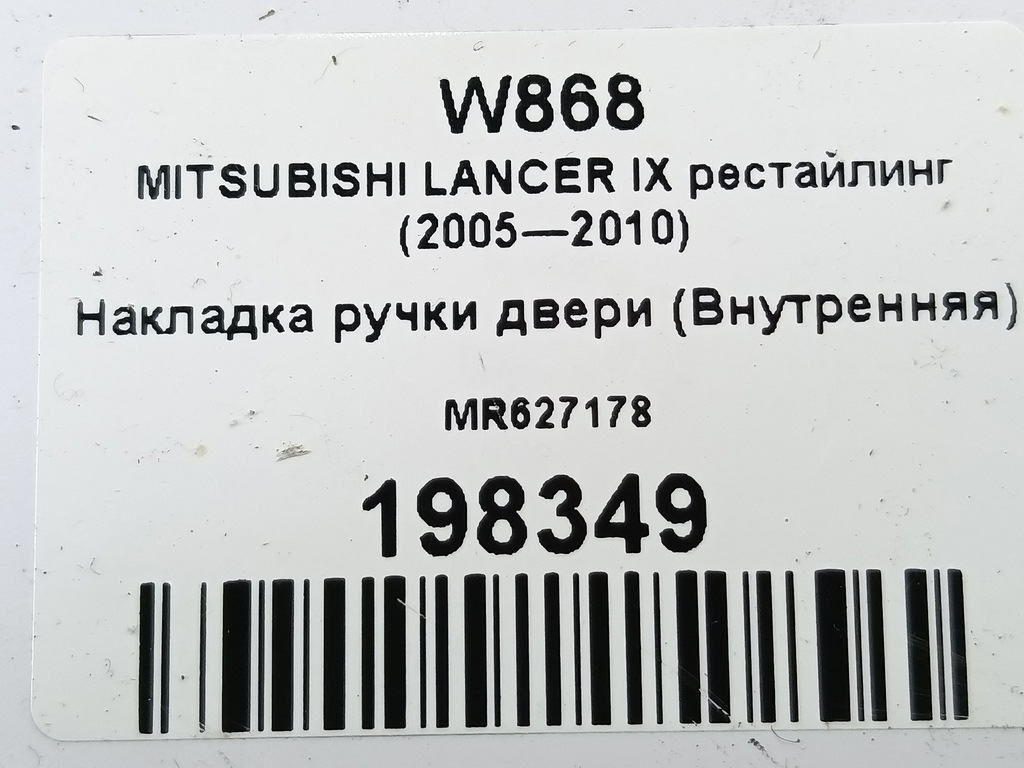 W868
MITSUBISHI LANCER IX рестайлинг
(2005—2010)
Накладка ручки двери (Внутренняя)
MR627178
198349